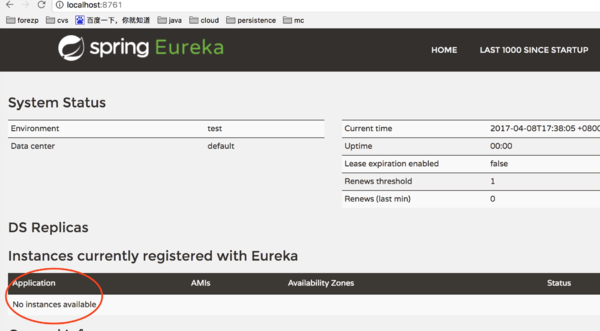 localhost:8761
forezp cvs 百度一下，你就知道 java cloud persistence mc
spring Eureka HOME LAST 1000 SINCE STARTUP
System Status
Environment test
Data center default
Current time 2017-04-08T17:38:05 +0800
Uptime 00:00
Lease expiration enabled false
Renews threshold 1
Renews (last min) 0
DS Replicas
Instances currently registered with Eureka
Application AMIs Availability Zones Status
No instances available